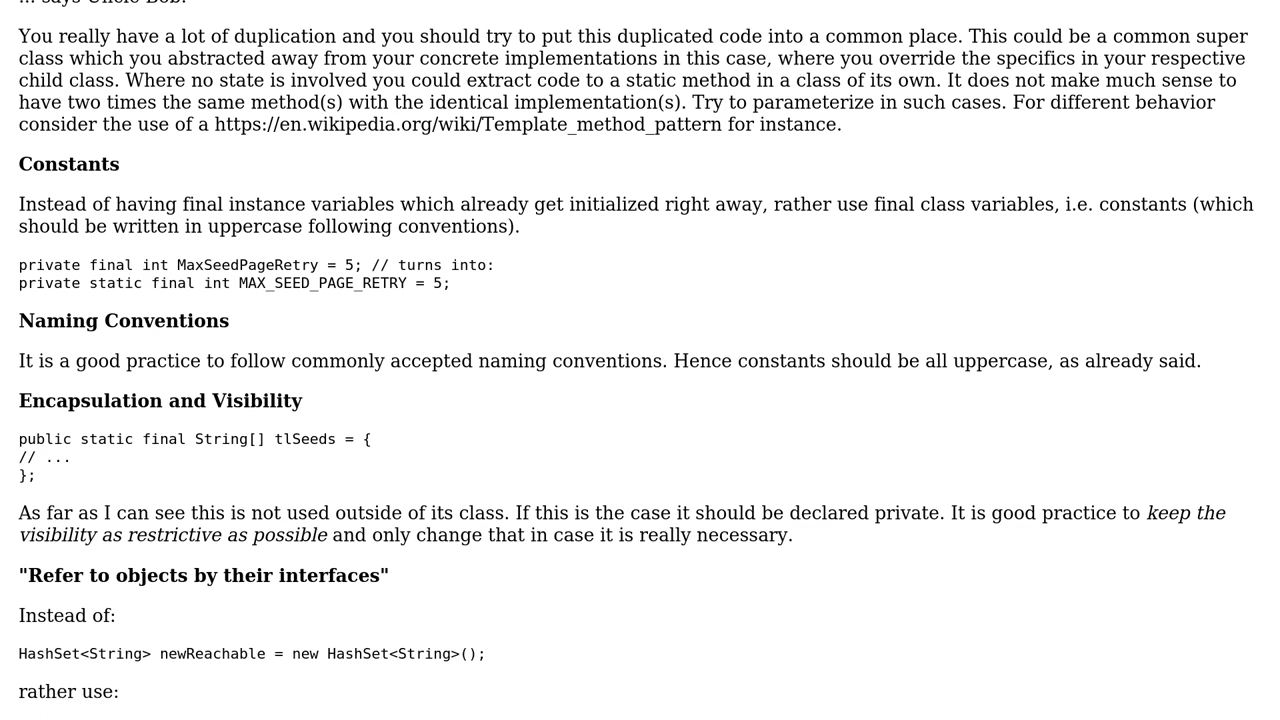 ... says Uncle Bob.
You really have a lot of duplication and you should try to put this duplicated code into a common place. This could be a common super
class which you abstracted away from your concrete implementations in this case, where you override the specifics in your respective
child class. Where no state is involved you could extract code to a static method in a class of its own. It does not make much sense to
have two times the same method(s) with the identical implementation(s). Try to parameterize in such cases. For different behavior
consider the use of a https://en.wikipedia.org/wiki/Template_method_pattern for instance.
Constants
Instead of having final instance variables which already get initialized right away, rather use final class variables, i.e. constants (which
should be written in uppercase following conventions).
private final int MaxSeedPageRetry = 5; // turns into:
private static final int MAX_SEED_PAGE_RETRY = 5;
Naming Conventions
It is a good practice to follow commonly accepted naming conventions. Hence constants should be all uppercase, as already said.
Encapsulation and Visibility
public static final String[] tlSeeds = {
// ...
};
As far as I can see this is not used outside of its class. If this is the case it should be declared private. It is good practice to keep the
visibility as restrictive as possible and only change that in case it is really necessary.
"Refer to objects by their interfaces"
Instead of:
HashSet<String> newReachable = new HashSet<String>();
rather use: